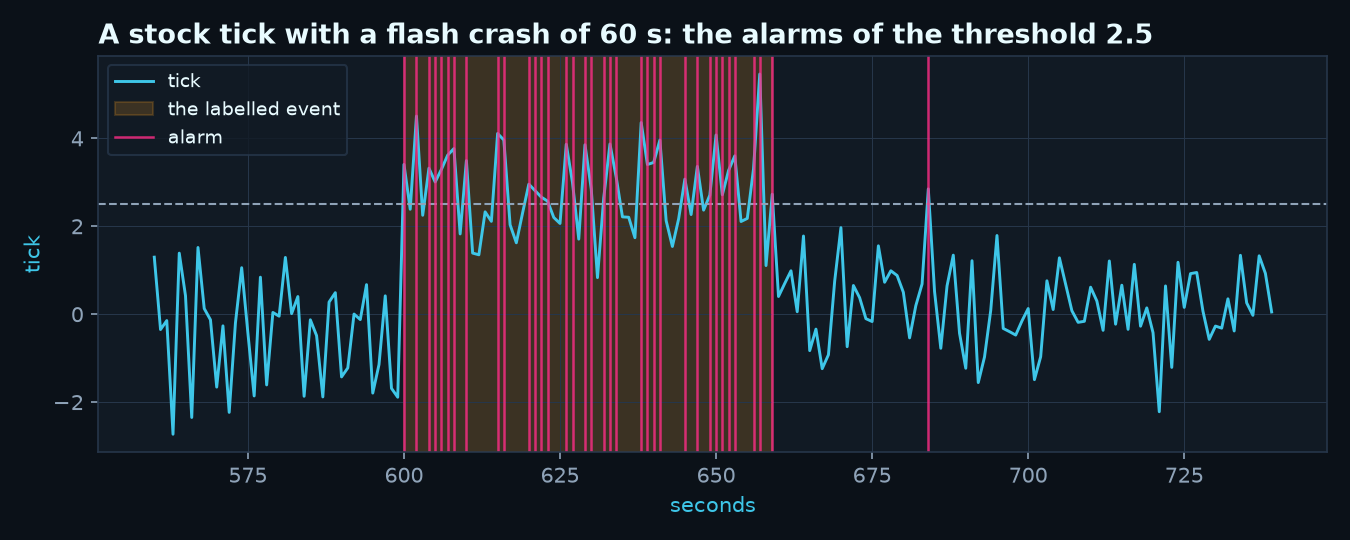 A stock tick with a flash crash of 60 s: the alarms of the threshold 2.5
tick
the labelled event
alarm
tick
4
2
0
−2
575
600
625
650
675
700
725
seconds